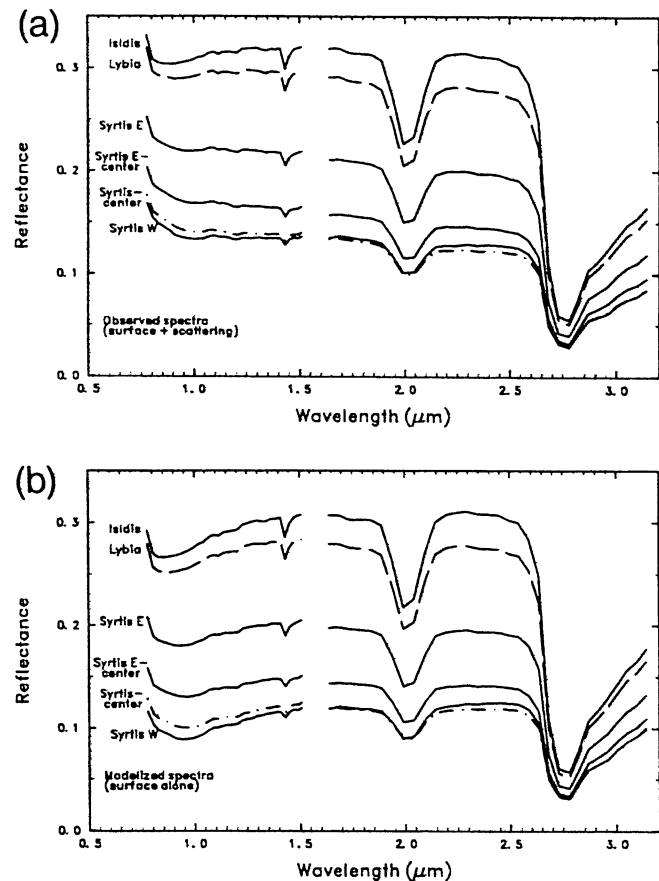 (a)
Isidis
Lybia
Syrtis E
Syrtis E-
center
Syrtis-
center
Syrtis W
Observed spectra
(surface + scattering)
Reflectance
0.3
0.2
0.1
0.0
0.5
1.0
1.5
2.0
2.5
3.0
Wavelength (μm)
(b)
Isidis
Lybia
Syrtis E
Syrtis E-
center
Syrtis-
center
Syrtis W
Modelized spectra
(surface alone)
Reflectance
0.3
0.2
0.1
0.0
0.5
1.0
1.5
2.0
2.5
3.0
Wavelength (μm)